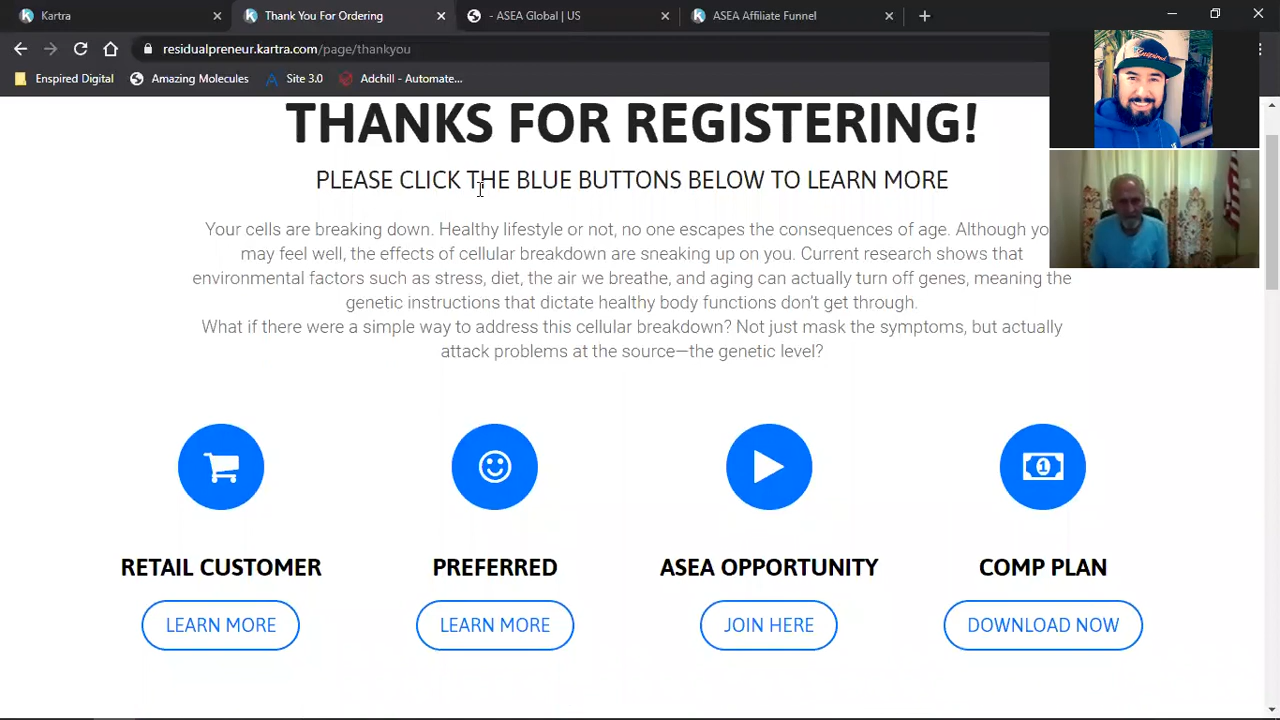 Kartra
Thank You For Ordering
- ASEA Global | US
ASEA Affiliate Funnel
residualpreneur.kartra.com/page/thankyou
Enspired Digital
Amazing Molecules
Site 3.0
Adchill - Automate...
THANKS FOR REGISTERING!
PLEASE CLICK THE BLUE BUTTONS BELOW TO LEARN MORE
Your cells are breaking down. Healthy lifestyle or not, no one escapes the consequences of age. Although yo
may feel well, the effects of cellular breakdown are sneaking up on you. Current research shows that
environmental factors such as stress, diet, the air we breathe, and aging can actually turn off genes, meaning the
genetic instructions that dictate healthy body functions don't get through.
What if there were a simple way to address this cellular breakdown? Not just mask the symptoms, but actually
attack problems at the source—the genetic level?
1
RETAIL CUSTOMER
PREFERRED
ASEA OPPORTUNITY
COMP PLAN
LEARN MORE
LEARN MORE
JOIN HERE
DOWNLOAD NOW